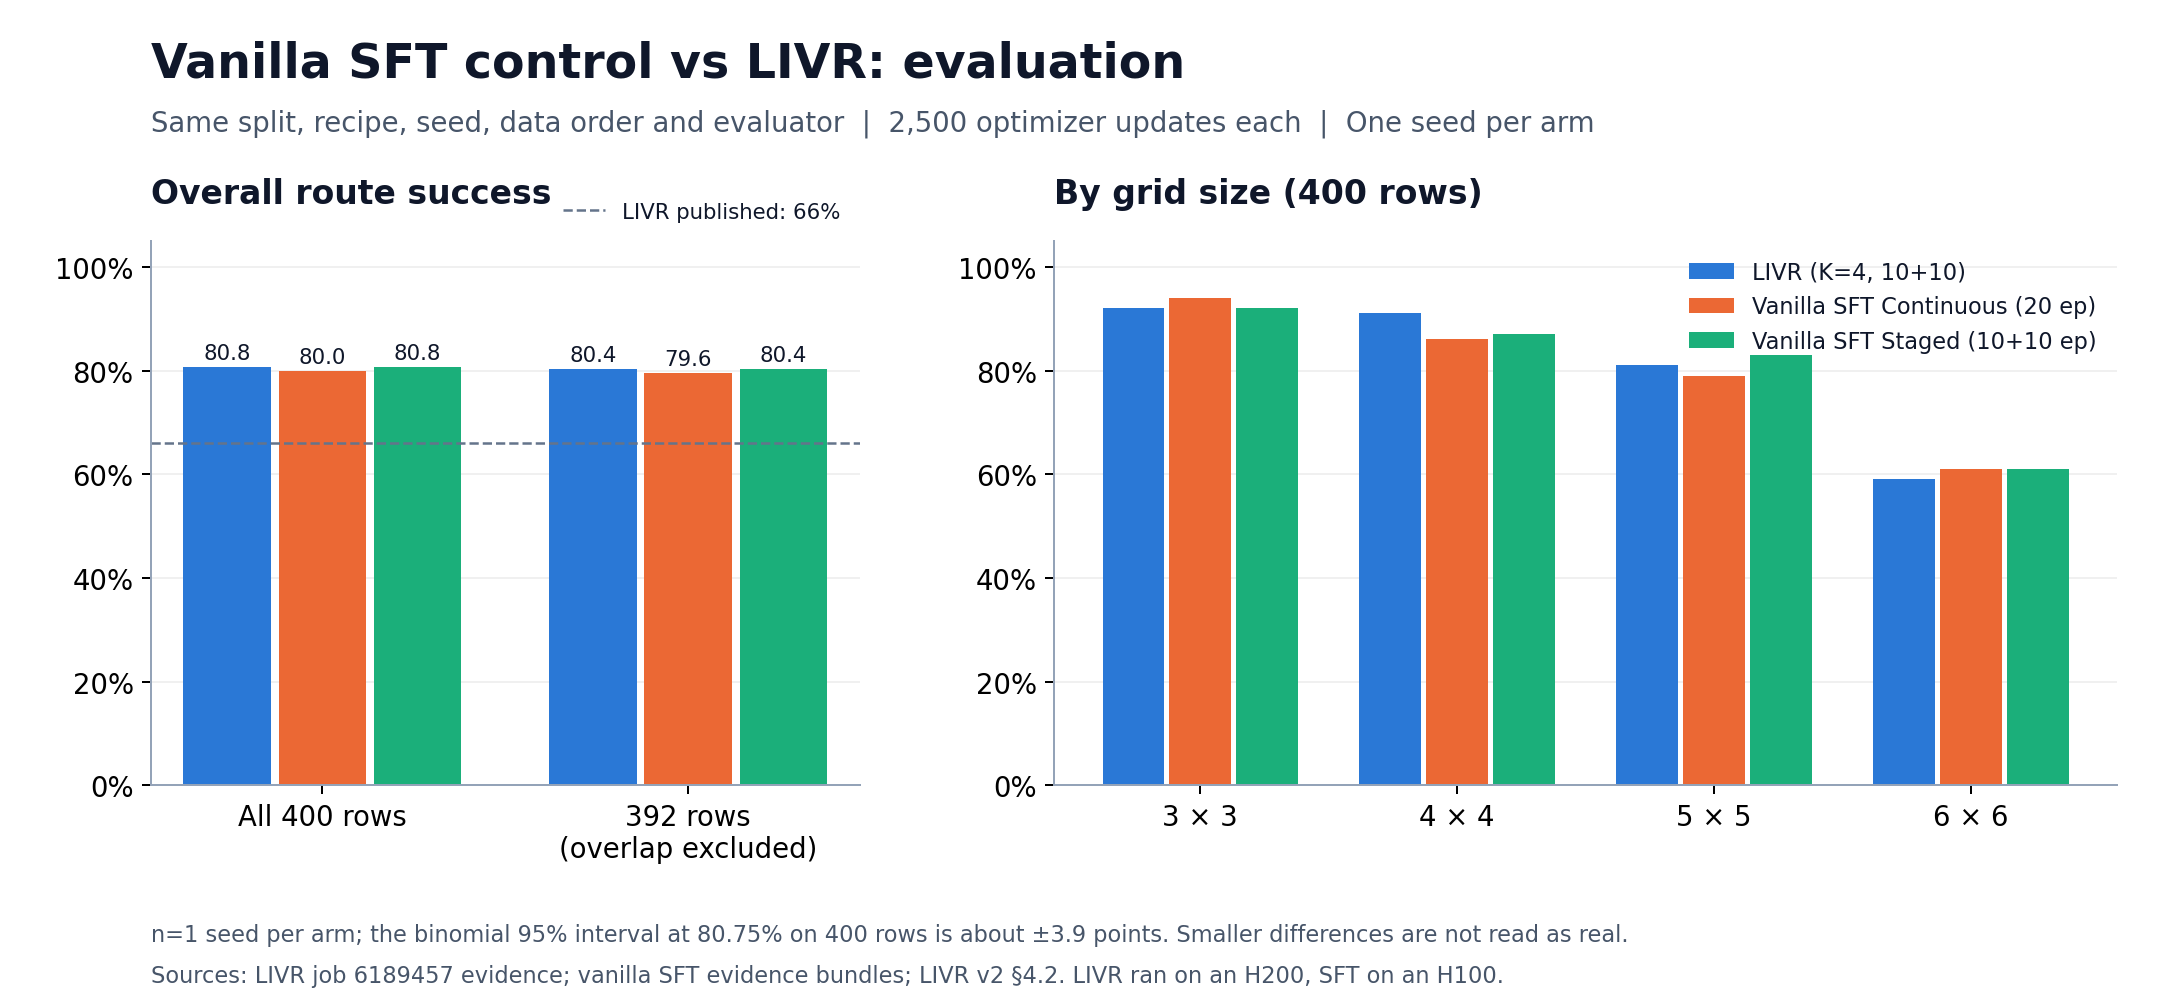 Vanilla SFT control vs LIVR: evaluation
Same split, recipe, seed, data order and evaluator | 2,500 optimizer updates each | One seed per arm
Overall route success
LIVR published: 66%
100%
80%
60%
40%
20%
0%
80.8
80.0
80.8
80.4
79.6
80.4
All 400 rows
392 rows
(overlap excluded)
By grid size (400 rows)
LIVR (K=4, 10+10)
Vanilla SFT Continuous (20 ep)
Vanilla SFT Staged (10+10 ep)
100%
80%
60%
40%
20%
0%
3 × 3
4 × 4
5 × 5
6 × 6
n=1 seed per arm; the binomial 95% interval at 80.75% on 400 rows is about ±3.9 points. Smaller differences are not read as real.
Sources: LIVR job 6189457 evidence; vanilla SFT evidence bundles; LIVR v2 §4.2. LIVR ran on an H200, SFT on an H100.